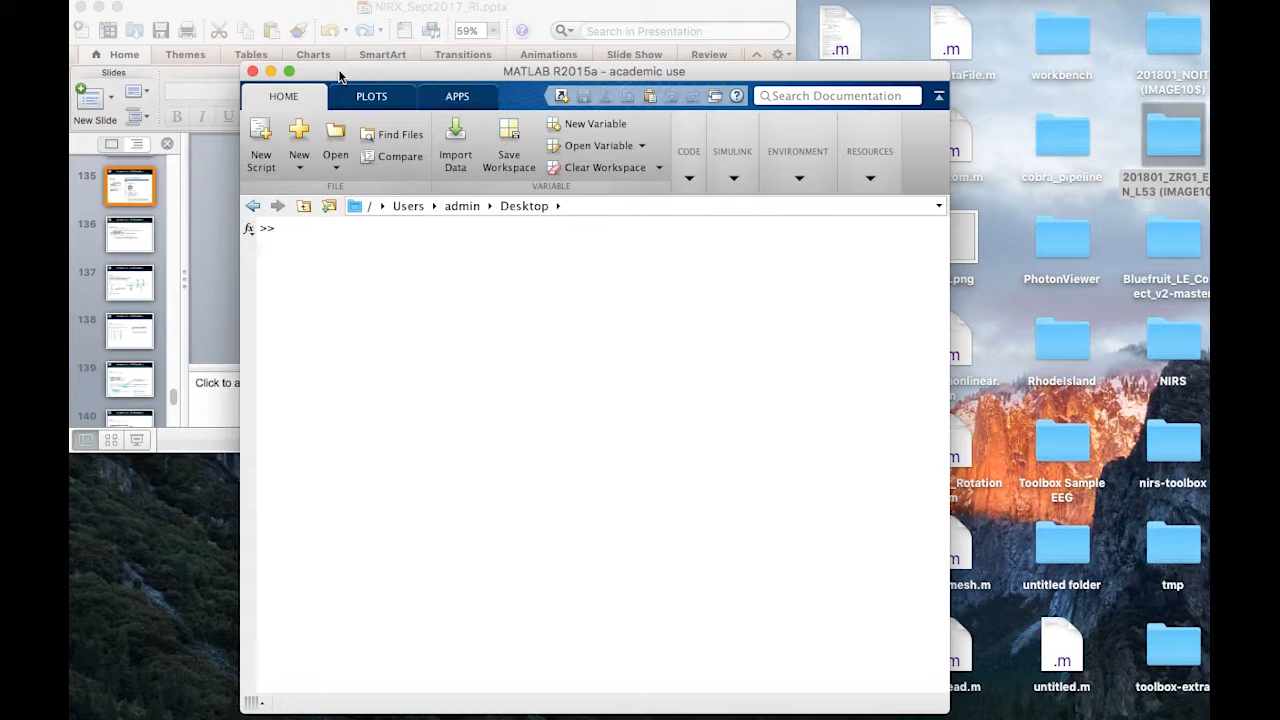 NIRX_Sept2017_RI.pptx
59%
Search in Presentation
Home
Themes
Tables
Charts
SmartArt
Transitions
Animations
Slide Show
Review
Slides
New Slide
B I U
135
136
137
138
139
140
Click to a
MATLAB R2015a - academic use
HOME
PLOTS
APPS
Search Documentation
New Script
New
Open
Find Files
Compare
Import Data
Save Workspace
New Variable
Open Variable
Clear Workspace
FILE
VARIABLE
CODE
SIMULINK
ENVIRONMENT
RESOURCES
/ Users admin Desktop
fx >>
.m
.m
taFile.m
workbench
201801_NOIT
(IMAGE10$)
om.m
cobra_pipeline
201801_ZRG1_E
N_L53 (IMAGE10
.png
PhotonViewer
Bluefruit_LE_Co
ect_v2-master
onlinear.
m
RhodeIsland
NIRS
_Rotation
m
Toolbox Sample
EEG
nirs-toolbox
mesh.m
untitled folder
tmp
.m
ead.m
untitled.m
toolbox-extra